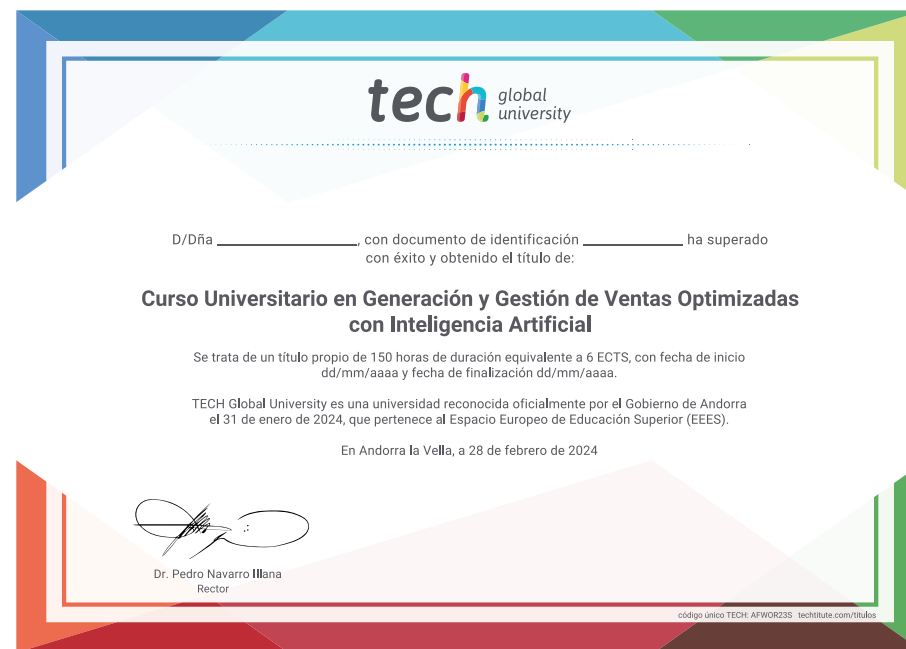 tech global university
D/Dña ____________________, con documento de identificación ______________ ha superado
con éxito y obtenido el título de:
Curso Universitario en Generación y Gestión de Ventas Optimizadas
con Inteligencia Artificial
Se trata de un título propio de 150 horas de duración equivalente a 6 ECTS, con fecha de inicio
dd/mm/aaaa y fecha de finalización dd/mm/aaaa.
TECH Global University es una universidad reconocida oficialmente por el Gobierno de Andorra
el 31 de enero de 2024, que pertenece al Espacio Europeo de Educación Superior (EEES).
En Andorra la Vella, a 28 de febrero de 2024
Dr. Pedro Navarro Illana
Rector
código único TECH: AFWOR23S techtitute.com/titulos